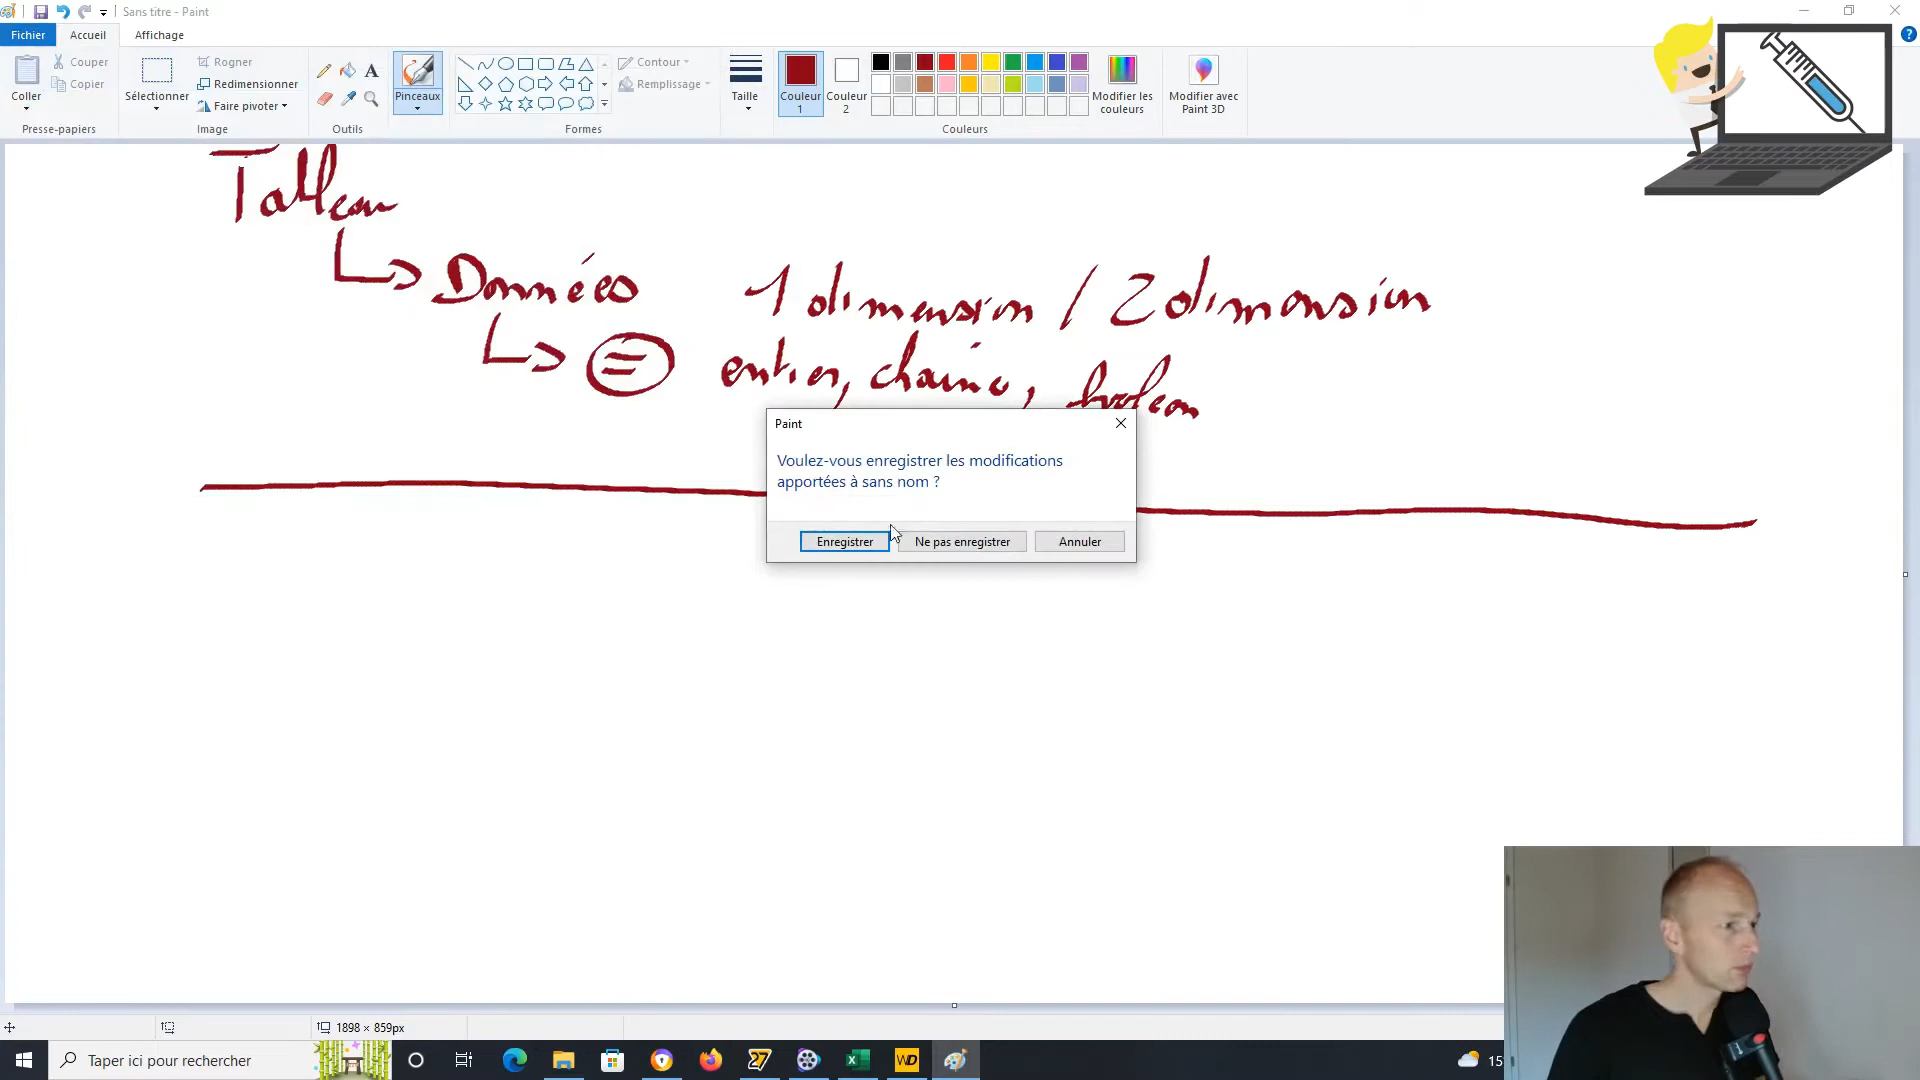 Sans titre - Paint
Fichier Accueil Affichage
Coller
Couper
Copier
Presse-papiers
Sélectionner
Rogner
Redimensionner
Faire pivoter
Image
Outils
Pinceaux
Formes
Contour
Remplissage
Taille
Couleur 1
Couleur 2
Couleurs
Modifier les couleurs
Modifier avec Paint 3D
Tableau
Données 1 dimension / 2 dimension
= entier, chaine, boolean
Paint
Voulez-vous enregistrer les modifications
apportées à sans nom ?
Enregistrer Ne pas enregistrer Annuler
1898 × 859px
Taper ici pour rechercher
27
WD
15